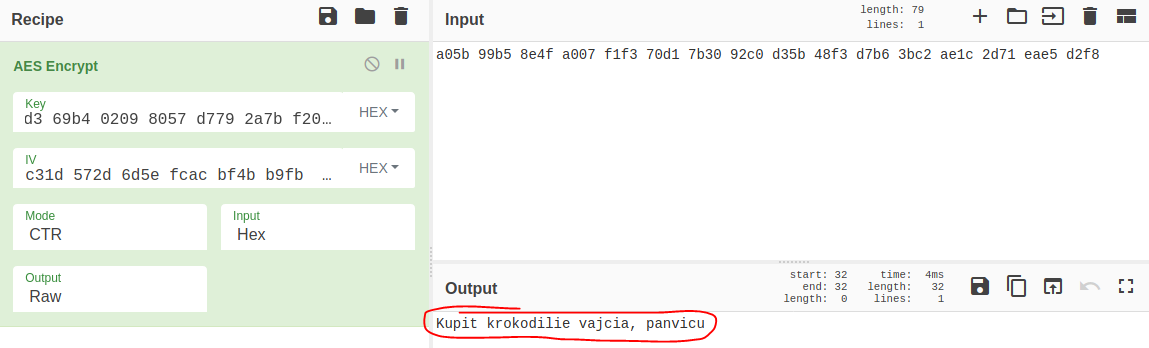 Recipe
AES Encrypt
Key
d3 69b4 0209 8057 d779 2a7b f20…
HEX
IV
c31d 572d 6d5e fcac bf4b b9fb …
HEX
Mode
CTR
Input
Hex
Output
Raw
Input
length: 79
lines: 1
a05b 99b5 8e4f a007 f1f3 70d1 7b30 92c0 d35b 48f3 d7b6 3bc2 ae1c 2d71 eae5 d2f8
Output
start: 32
end: 32
length: 0
time: 4ms
length: 32
lines: 1
Kupit krokodilie vajcia, panvicu